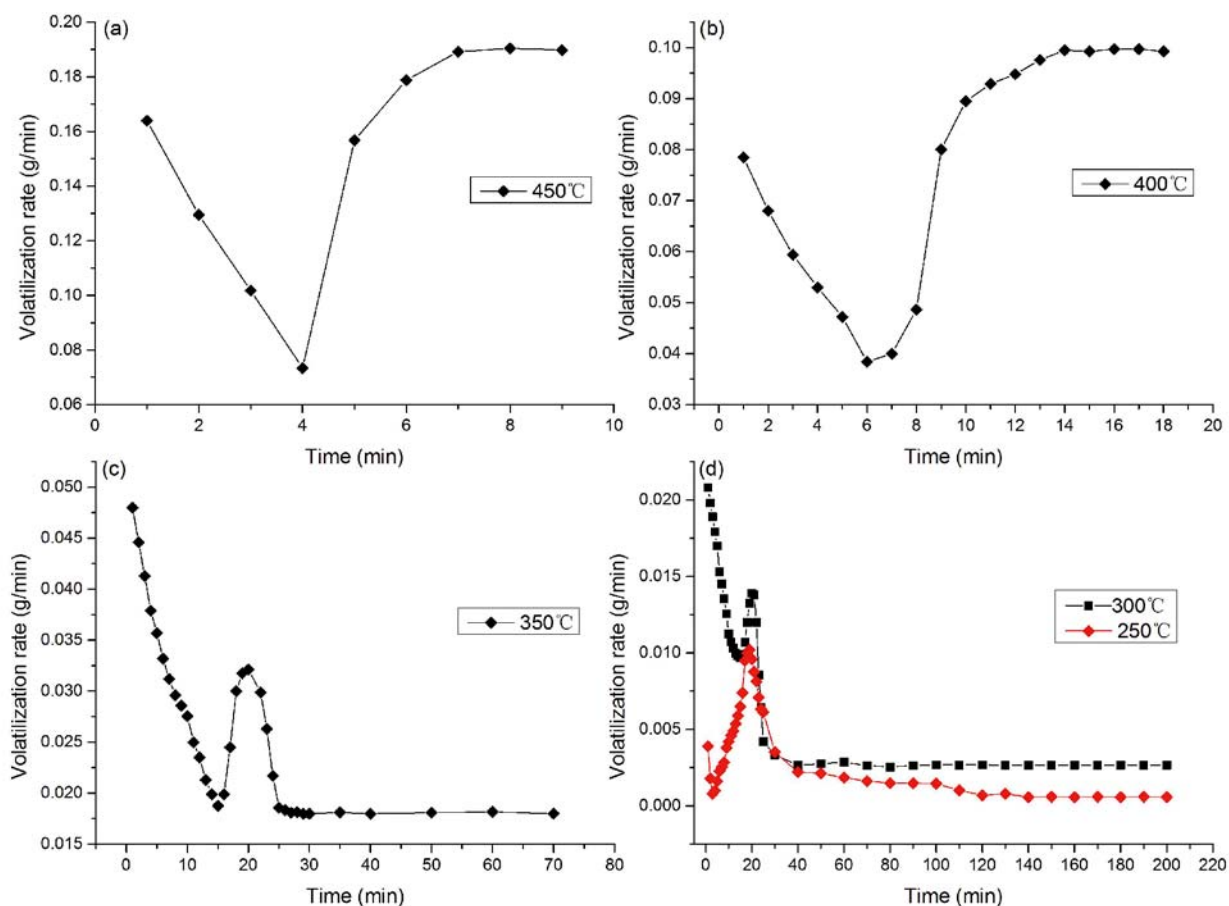 (a)
Volatilization rate (g/min)
0.20
0.18
0.16
0.14
0.12
0.10
0.08
0.06
450℃
0 2 4 6 8 10
Time (min)
(b)
Volatilization rate (g/min)
0.10
0.09
0.08
0.07
0.06
0.05
0.04
0.03
400℃
0 2 4 6 8 10 12 14 16 18 20
Time (min)
(c)
Volatilization rate (g/min)
0.050
0.045
0.040
0.035
0.030
0.025
0.020
0.015
350℃
0 10 20 30 40 50 60 70 80
Time (min)
(d)
Volatilization rate (g/min)
0.020
0.015
0.010
0.005
0.000
300℃
250℃
0 20 40 60 80 100 120 140 160 180 200 220
Time (min)